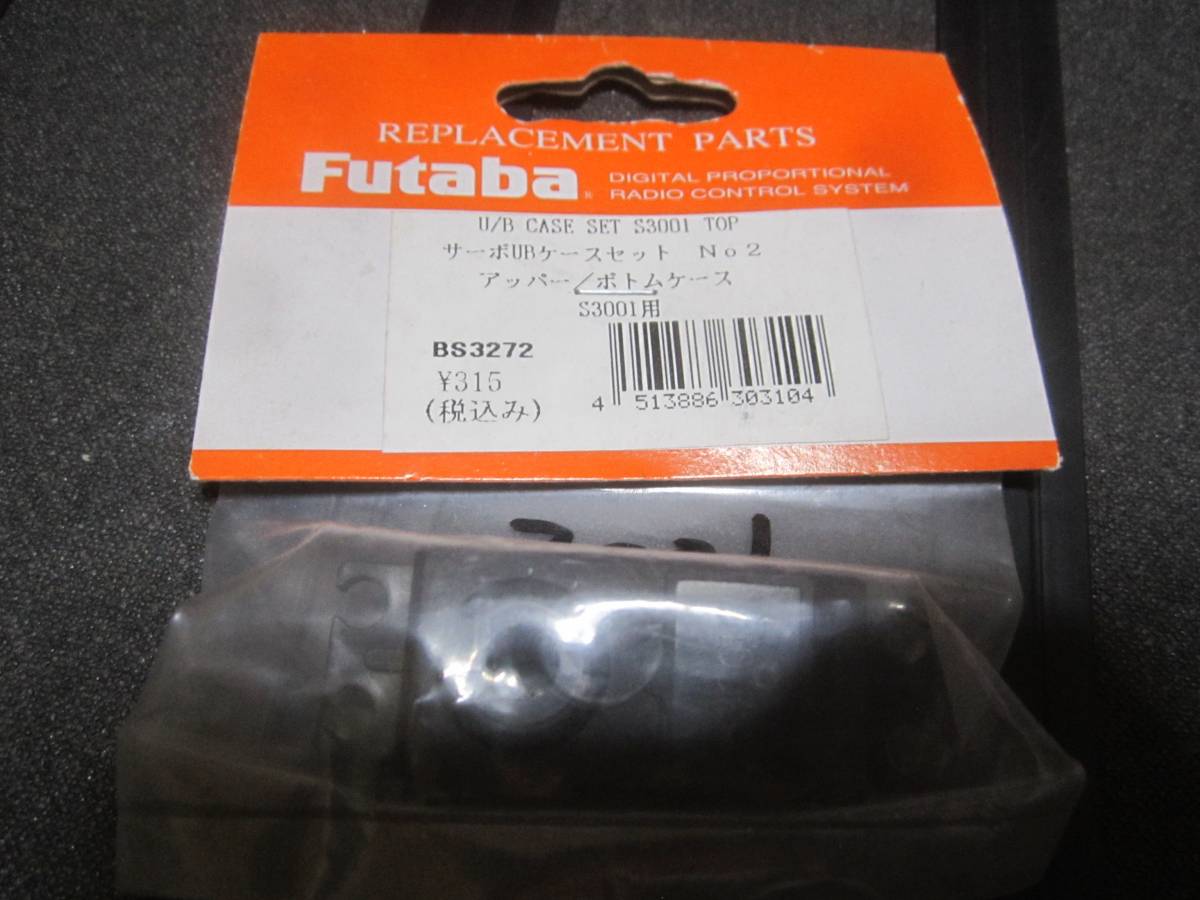 REPLACEMENT PARTS
Futaba®
DIGITAL PROPORTIONAL
RADIO CONTROL SYSTEM
U/B CASE SET S3001 TOP
サーボUBケースセット No2
アッパー/ボトムケース
S3001用
BS3272
¥315
(税込み)
4 513886 303104